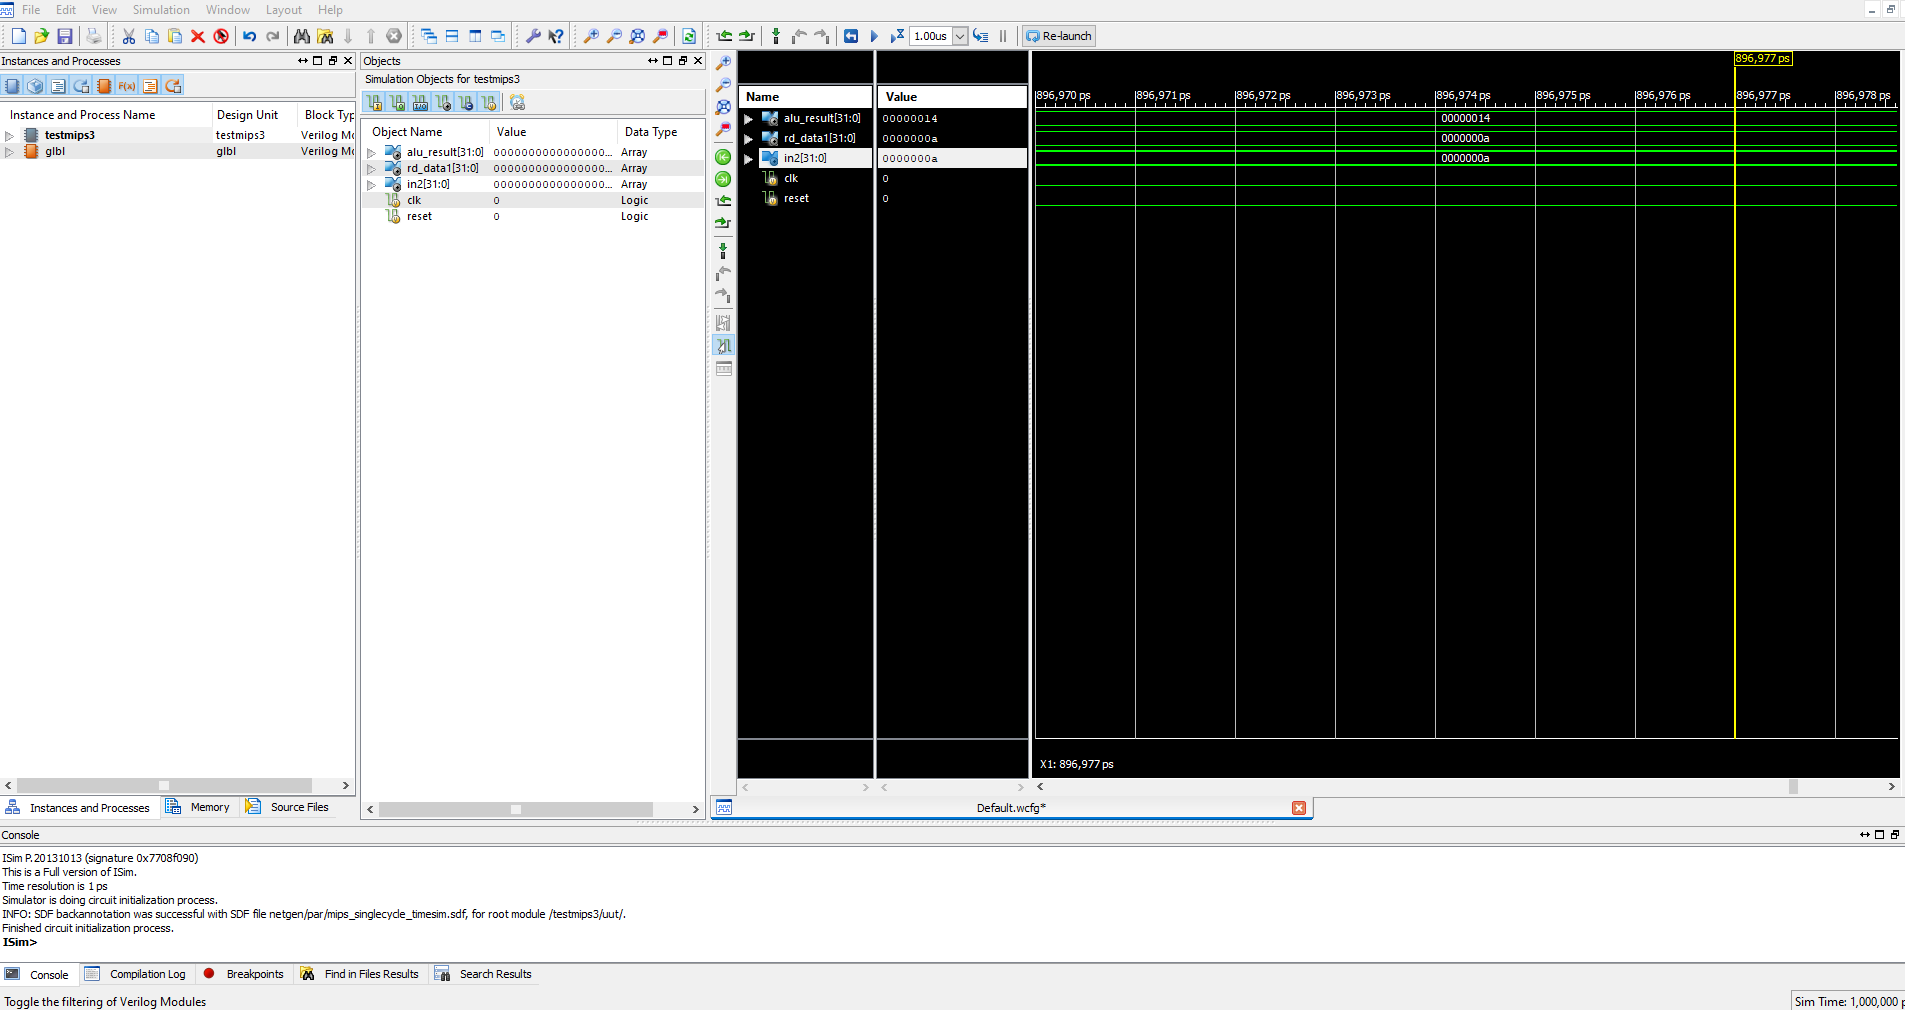 File Edit View Simulation Window Layout Help
1.00us Re-launch
Instances and Processes
Instance and Process Name Design Unit Block Typ
testmips3 testmips3 Verilog Mo
glbl glbl Verilog Mo
Instances and Processes Memory Source Files
Objects
Simulation Objects for testmips3
Object Name Value Data Type
alu_result[31:0] 0000000000000000... Array
rd_data1[31:0] 0000000000000000... Array
in2[31:0] 0000000000000000... Array
clk 0 Logic
reset 0 Logic
Name Value
alu_result[31:0] 00000014
rd_data1[31:0] 0000000a
in2[31:0] 0000000a
clk 0
reset 0
896,977 ps
896,970 ps 896,971 ps 896,972 ps 896,973 ps 896,974 ps 896,975 ps 896,976 ps 896,977 ps 896,978 ps
00000014
0000000a
0000000a
X1: 896,977 ps
Default.wcfg*
Console
ISim P.20131013 (signature 0x7708f090)
This is a Full version of ISim.
Time resolution is 1 ps
Simulator is doing circuit initialization process.
INFO: SDF backannotation was successful with SDF file netgen/par/mips_singlecycle_timesim.sdf, for root module /testmips3/uut/.
Finished circuit initialization process.
ISim>
Console Compilation Log Breakpoints Find in Files Results Search Results
Toggle the filtering of Verilog Modules
Sim Time: 1,000,000 p